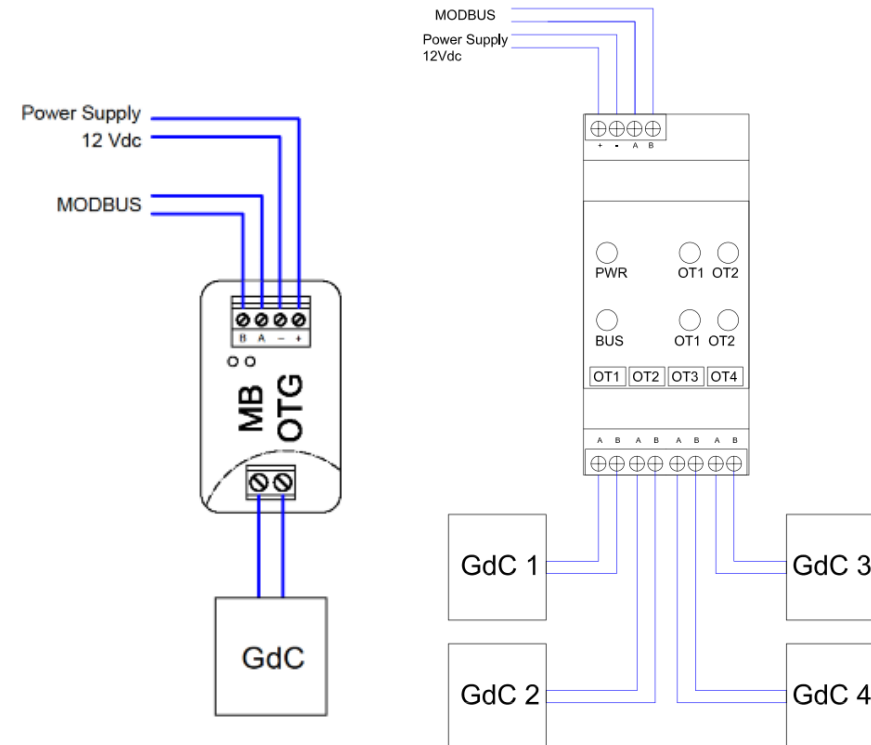 Power Supply
12 Vdc
MODBUS
B A – +
MB
OTG
GdC
MODBUS
Power Supply
12Vdc
+ - A B
PWR OT1 OT2
BUS OT1 OT2
OT1 OT2 OT3 OT4
A B A B A B A B
GdC 1
GdC 3
GdC 2
GdC 4